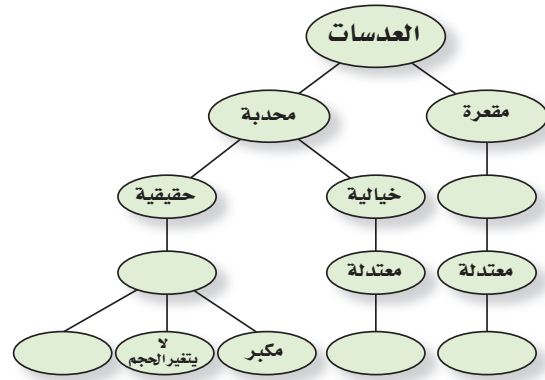 العدسات
مقعرة
محدبة
خيالية
حقيقية
معتدلة
معتدلة
مكبر
لا
يتغير الحجم